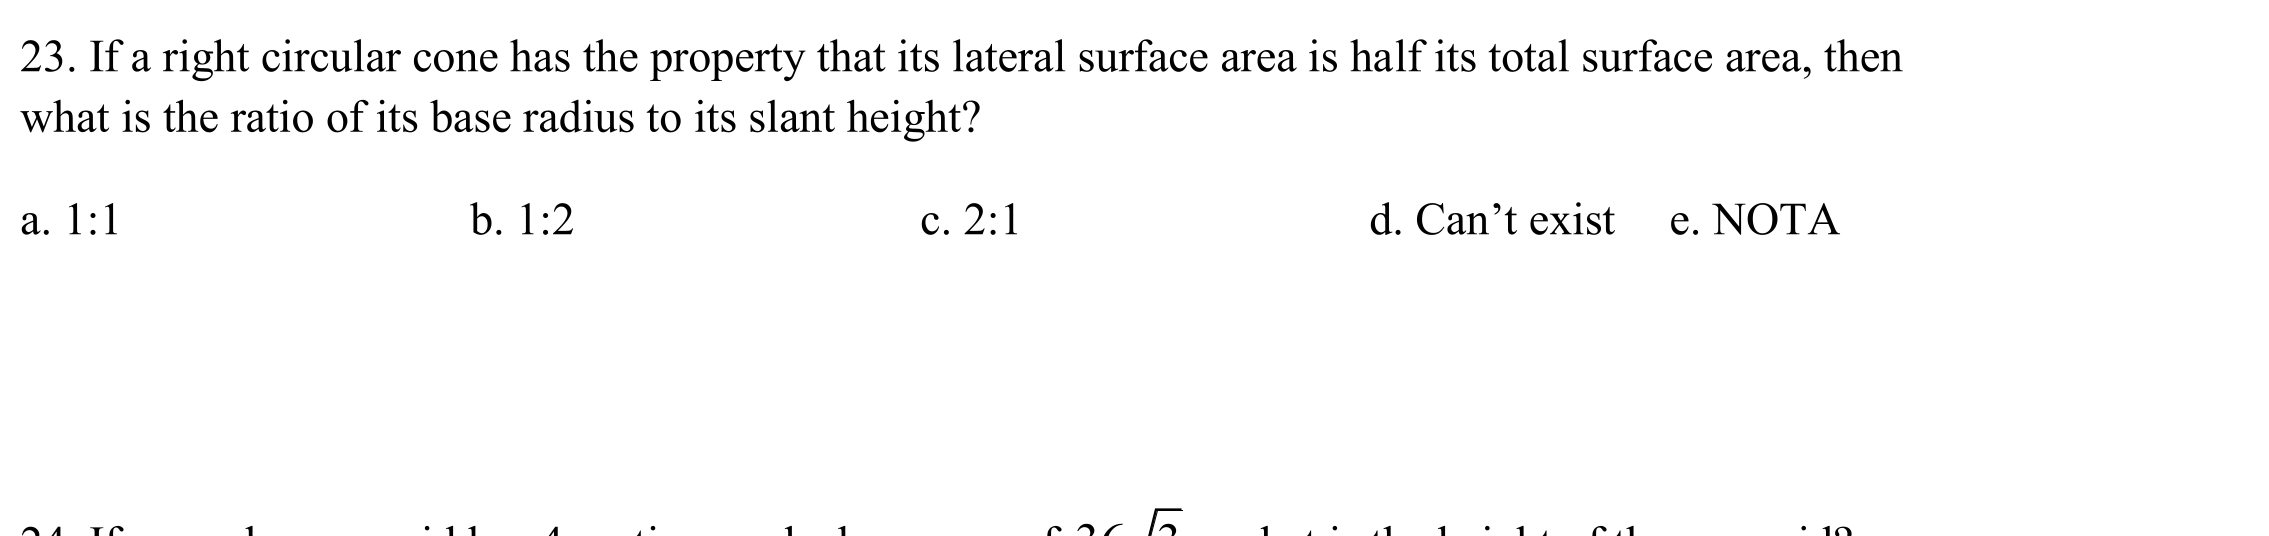 23. If a right circular cone has the property that its lateral surface area is half its total surface area, then
what is the ratio of its base radius to its slant height?
a. 1:1 b. 1:2 c. 2:1 d. Can’t exist e. NOTA